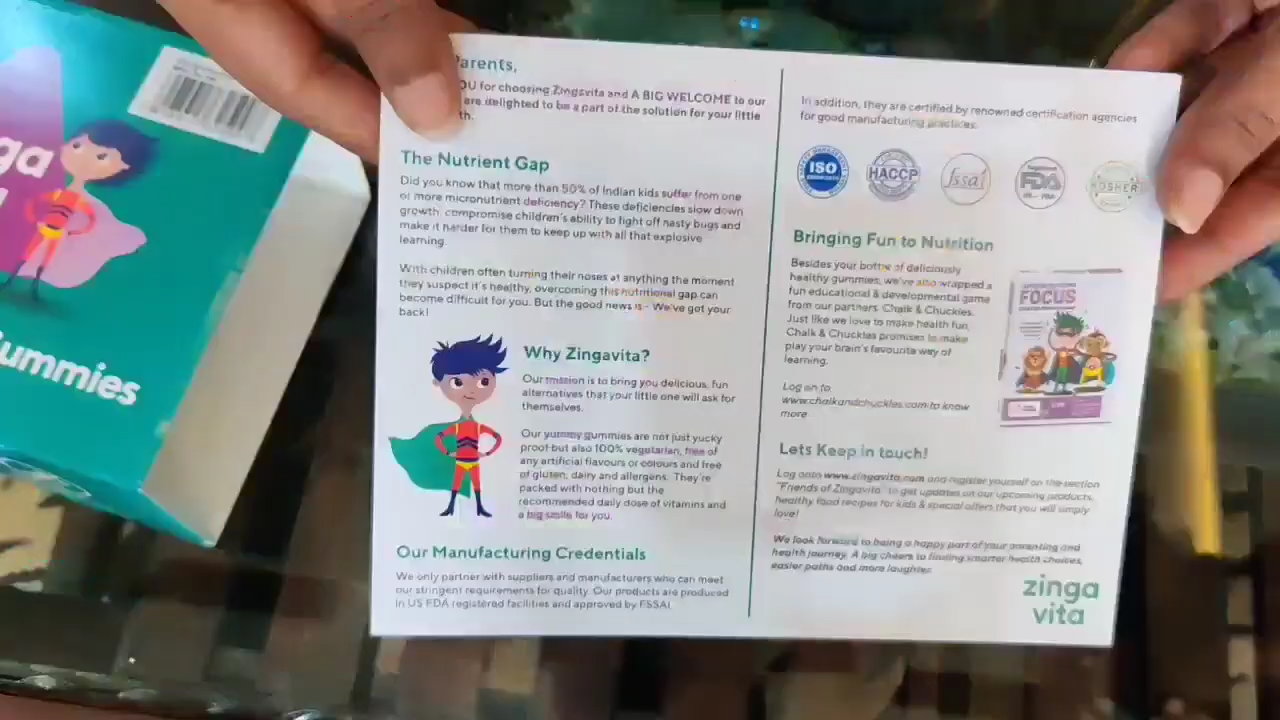 ga
ummies
arents,
OU for choosing Zingavita and A BIG WELCOME to our
are delighted to be a part of the solution for your little
th.
The Nutrient Gap
Did you know that more than 50% of Indian kids suffer from one
or more micronutrient deficiency? These deficiencies slow down
growth, compromise children's ability to fight off nasty bugs and
make it harder for them to keep up with all that explosive
learning.
With children often turning their noses at anything the moment
they suspect it's healthy, overcoming this nutritional gap can
become difficult for you. But the good news is - We've got your
back!
Why Zingavita?
Our mission is to bring you delicious, fun
alternatives that your little one will ask for
themselves.
Our yummy gummies are not just yucky
proof but also 100% vegetarian, free of
any artificial flavours or colours and free
of gluten, dairy and allergens. They're
packed with nothing but the
recommended daily dose of vitamins and
a big smile for you.
Our Manufacturing Credentials
We only partner with suppliers and manufacturers who can meet
our stringent requirements for quality. Our products are produced
in US FDA registered facilities and approved by FSSAI.
In addition, they are certified by renowned certification agencies
for good manufacturing practices.
ISO
HACCP
fssai
FDA
KOSHER
Bringing Fun to Nutrition
Besides your bottle of deliciously
healthy gummies, we've also wrapped a
fun educational & developmental game
from our partners, Chalk & Chuckles.
Just like we love to make health fun,
Chalk & Chuckles promises to make
play your brain's favourite way of
learning.
Log on to
www.chalkandchuckles.com to know
more
FOCUS
Lets Keep in touch!
Log onto www.zingavita.com and register yourself on the section
"Friends of Zingavita" to get updates on our upcoming products,
healthy food recipes for kids & special offers that you will simply
love!
We look forward to being a happy part of your parenting and
health journey. A big cheers to finding smarter health choices,
easier paths and more laughter.
zinga
vita